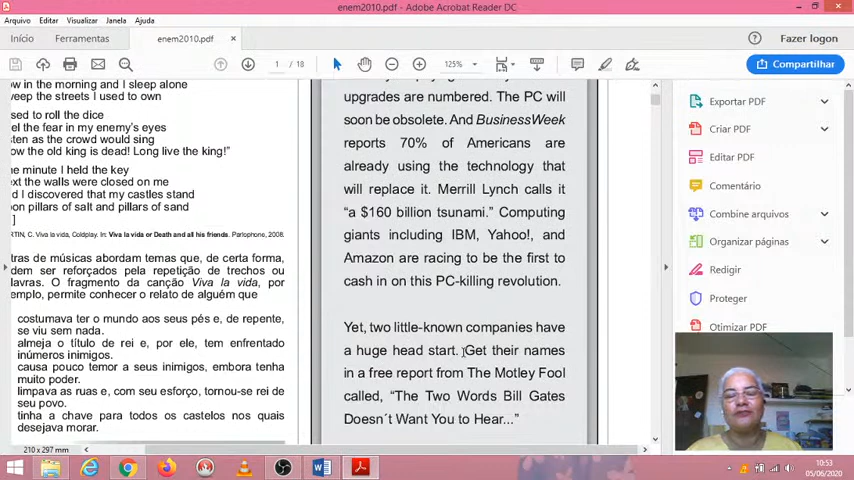 enem2010.pdf - Adobe Acrobat Reader DC
Arquivo Editar Visualizar Janela Ajuda
Início Ferramentas enem2010.pdf × Fazer logon
1 / 18 125% Compartilhar
in the morning and I sleep alone
the streets I used to own
to roll the dice
the fear in my enemy's eyes
as the crowd would sing
the old king is dead! Long live the king!”
minute I held the key
the walls were closed on me
I discovered that my castles stand
pillars of salt and pillars of sand
]
C. Viva la vida, Coldplay. In: Viva la vida or Death and all his friends. Parlophone, 2008.
de músicas abordam temas que, de certa forma,
ser reforçados pela repetição de trechos ou
O fragmento da canção Viva la vida, por
permite conhecer o relato de alguém que
costumava ter o mundo aos seus pés e, de repente,
se viu sem nada.
almeja o título de rei e, por ele, tem enfrentado
inúmeros inimigos.
causa pouco temor a seus inimigos, embora tenha
muito poder.
limpava as ruas e, com seu esforço, tornou-se rei de
seu povo.
tinha a chave para todos os castelos nos quais
desejava morar.
210 x 297 mm
upgrades are numbered. The PC will
soon be obsolete. And BusinessWeek
reports 70% of Americans are
already using the technology that
will replace it. Merrill Lynch calls it
“a $160 billion tsunami.” Computing
giants including IBM, Yahoo!, and
Amazon are racing to be the first to
cash in on this PC-killing revolution.
Yet, two little-known companies have
a huge head start. Get their names
in a free report from The Motley Fool
called, “The Two Words Bill Gates
Doesn´t Want You to Hear...”
Exportar PDF
Criar PDF
Editar PDF
Comentário
Combine arquivos
Organizar páginas
Redigir
Proteger
Otimizar PDF
10:53
05/06/2020